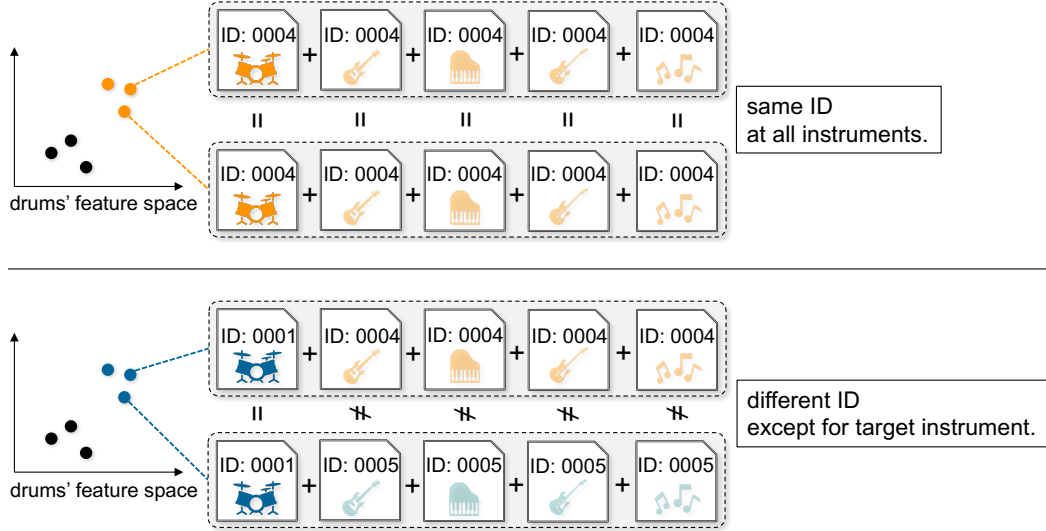 ID: 0004 + ID: 0004 + ID: 0004 + ID: 0004 + ID: 0004
= = = = =
same ID
at all instruments.
ID: 0004 + ID: 0004 + ID: 0004 + ID: 0004 + ID: 0004
drums' feature space
ID: 0001 + ID: 0004 + ID: 0004 + ID: 0004 + ID: 0004
= ≠ ≠ ≠ ≠
different ID
except for target instrument.
ID: 0001 + ID: 0005 + ID: 0005 + ID: 0005 + ID: 0005
drums' feature space